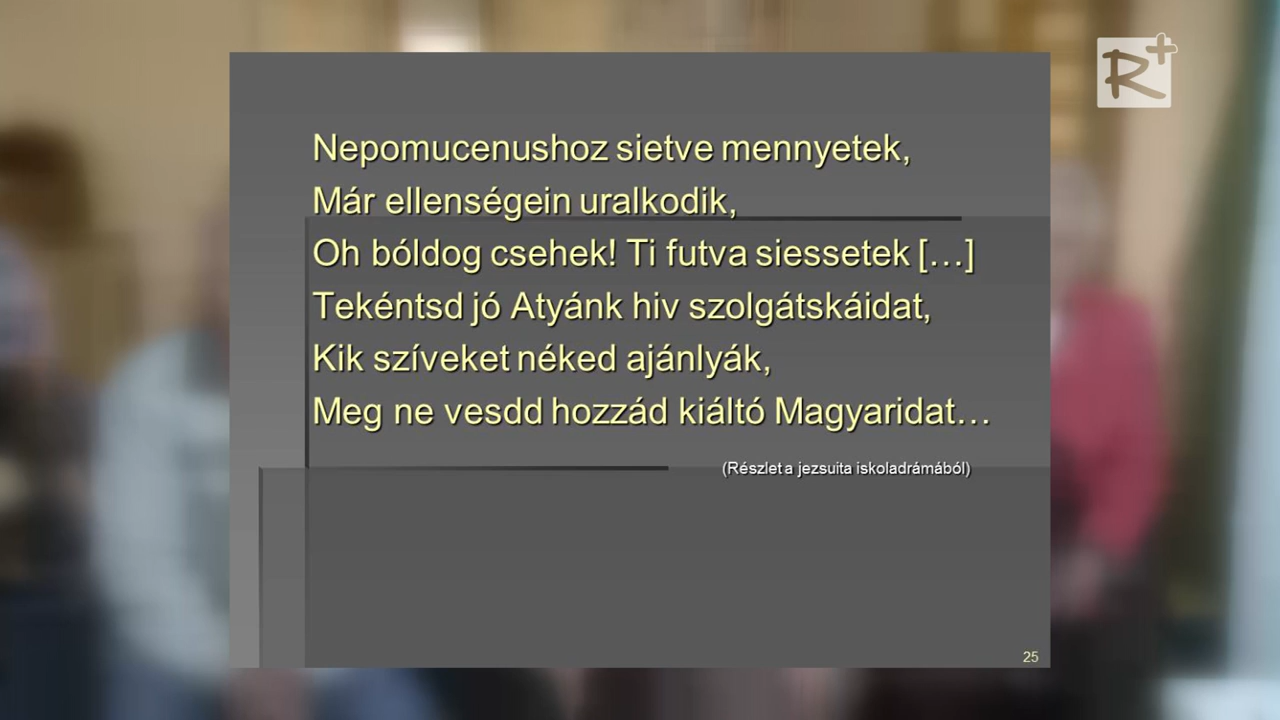 R+
Nepomucenushoz sietve mennyetek,
Már ellenségein uralkodik,
Oh bóldog csehek! Ti futva siessetek […]
Tekéntsd jó Atyánk hiv szolgátskáidat,
Kik szíveket néked ajánlyák,
Meg ne vesdd hozzád kiáltó Magyaridat…
(Részlet a jezsuita iskoladrámából)
25